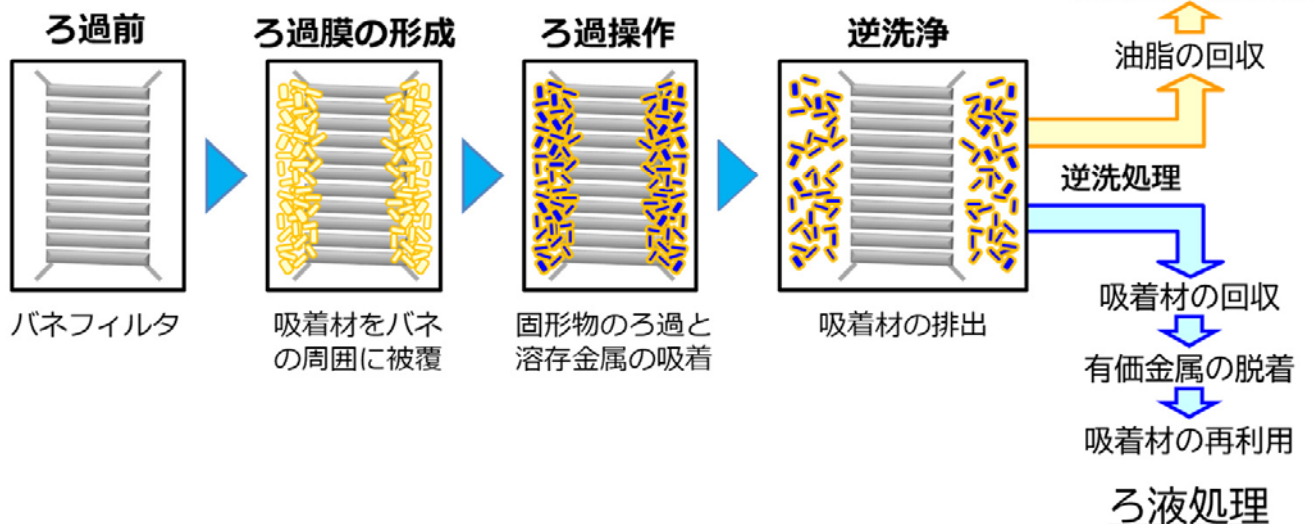 ろ過前
ろ過膜の形成
ろ過操作
逆洗浄
油脂の回収
逆洗処理
バネフィルタ
吸着材をバネ
の周囲に被覆
固形物のろ過と
溶存金属の吸着
吸着材の排出
吸着材の回収
有価金属の脱着
吸着材の再利用
ろ液処理